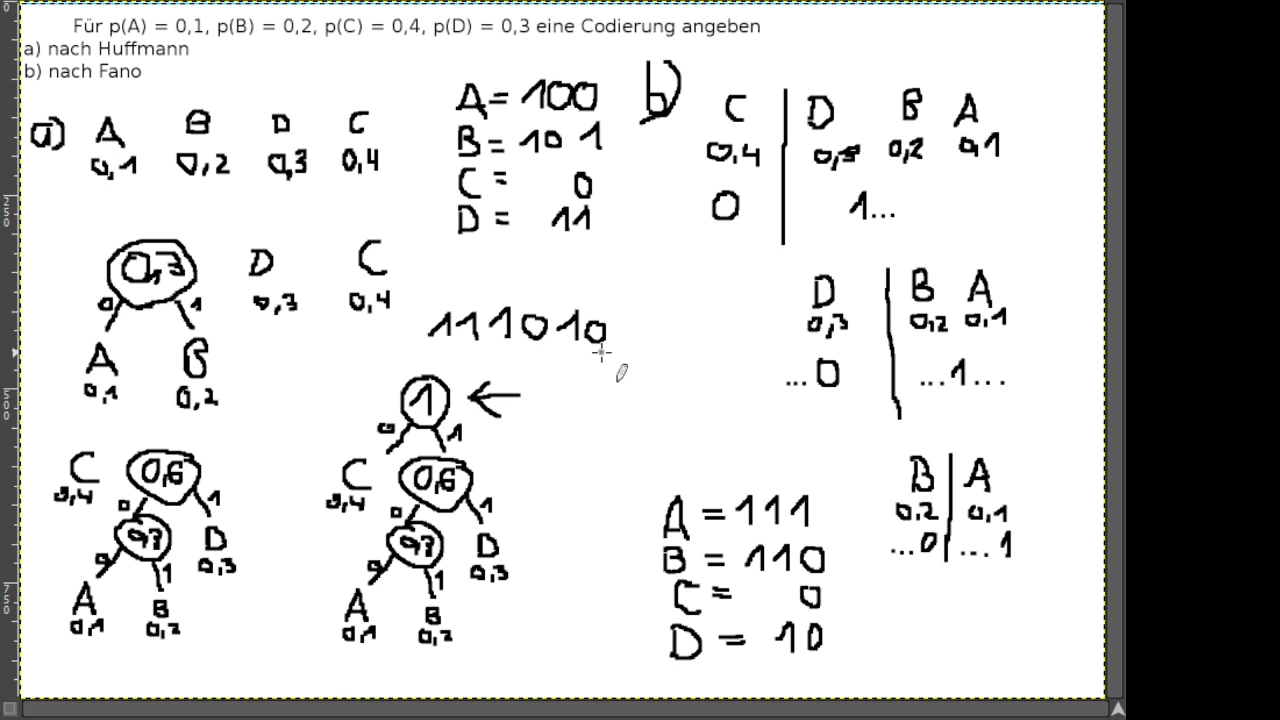 Für p(A) = 0,1, p(B) = 0,2, p(C) = 0,4, p(D) = 0,3 eine Codierung angeben
a) nach Huffmann
b) nach Fano
a) A B D C
0,1 0,2 0,3 0,4
0,3 D C
0,3 0,4
0 1
A B
0,1 0,2
C 0,6
0,4 0 1
0,3 D
0,3
0 1
A B
0,1 0,2
1 ←
0 1
C 0,6
0,4 0 1
0,3 D
0,3
0 1
A B
0,1 0,2
A = 100
B = 101
C = 0
D = 11
111010
b) C | D B A
0,4 0,3 0,2 0,1
0 1...
D | B A
0,3 0,2 0,1
...0 ...1...
B | A
0,2 0,1
...0 ...1
A = 111
B = 110
C = 0
D = 10
0
250
500
750